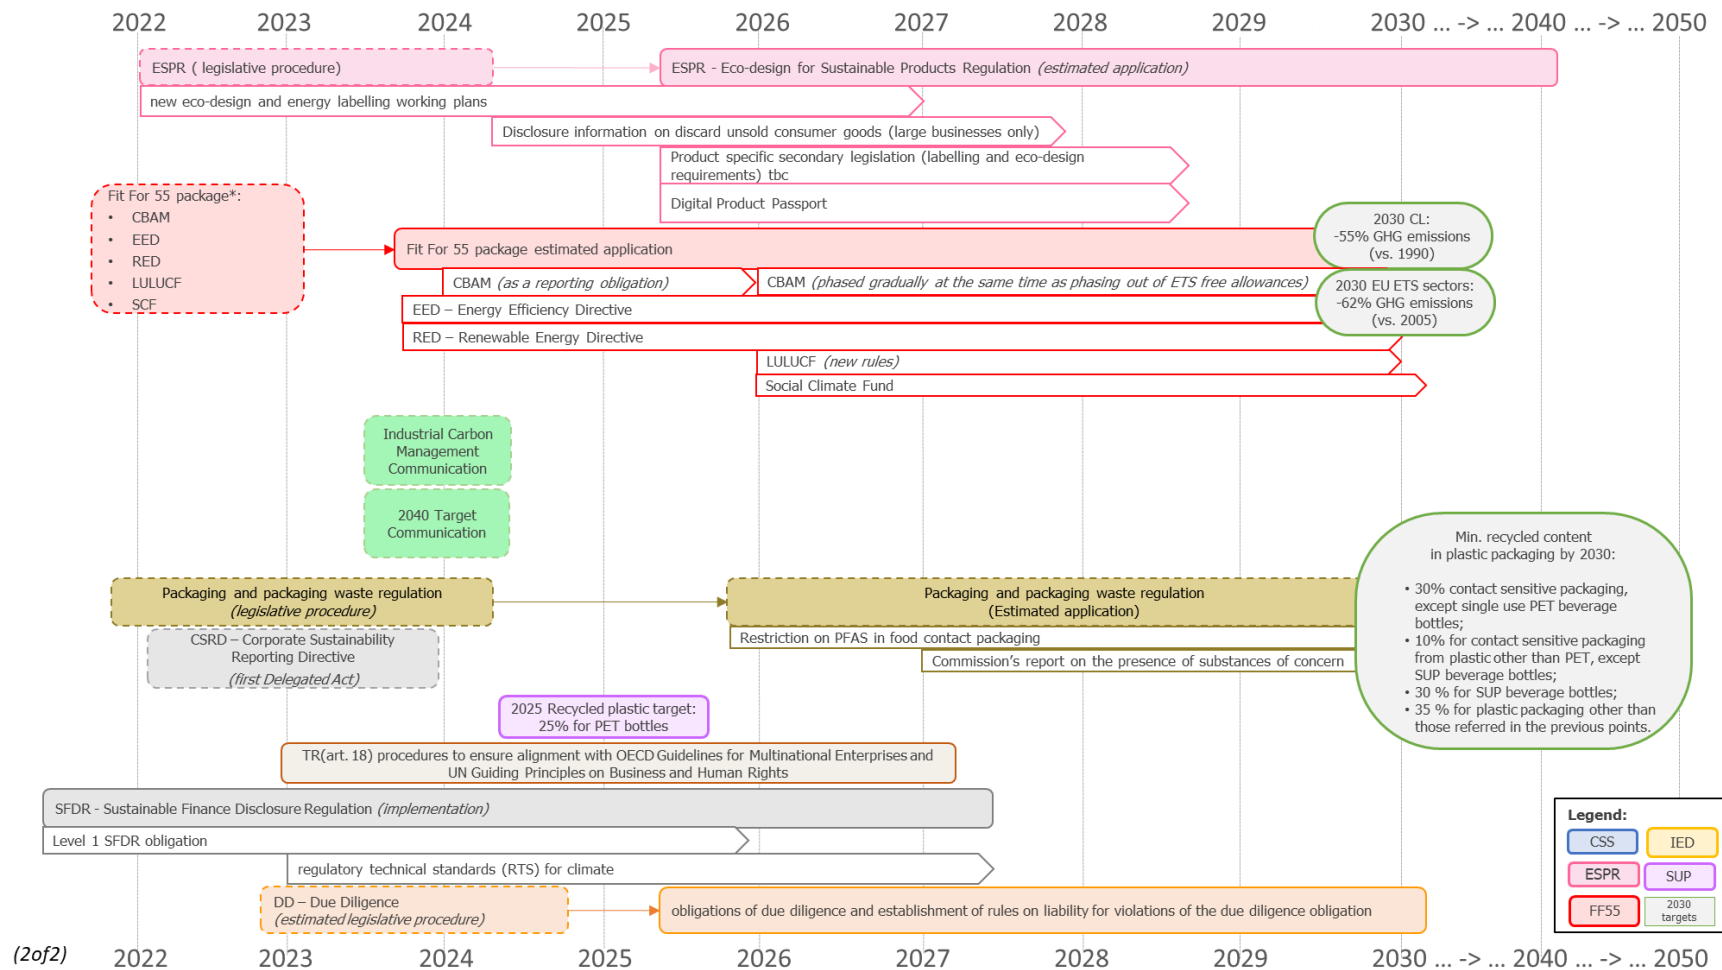 2022 2023 2024 2025 2026 2027 2028 2029 2030 ... -> ... 2040 ... -> ... 2050
ESPR ( legislative procedure)
ESPR - Eco-design for Sustainable Products Regulation (estimated application)
new eco-design and energy labelling working plans
Disclosure information on discard unsold consumer goods (large businesses only)
Product specific secondary legislation (labelling and eco-design
requirements) tbc
Digital Product Passport
Fit For 55 package*:
• CBAM
• EED
• RED
• LULUCF
• SCF
Fit For 55 package estimated application
2030 CL:
-55% GHG emissions
(vs. 1990)
CBAM (as a reporting obligation)
CBAM (phased gradually at the same time as phasing out of ETS free allowances)
2030 EU ETS sectors:
-62% GHG emissions
(vs. 2005)
EED – Energy Efficiency Directive
RED – Renewable Energy Directive
LULUCF (new rules)
Social Climate Fund
Industrial Carbon
Management
Communication
2040 Target
Communication
Packaging and packaging waste regulation
(legislative procedure)
Packaging and packaging waste regulation
(Estimated application)
Restriction on PFAS in food contact packaging
Commission's report on the presence of substances of concern
Min. recycled content
in plastic packaging by 2030:
• 30% contact sensitive packaging,
except single use PET beverage
bottles;
• 10% for contact sensitive packaging
from plastic other than PET, except
SUP beverage bottles;
• 30 % for SUP beverage bottles;
• 35 % for plastic packaging other than
those referred in the previous points.
CSRD – Corporate Sustainability
Reporting Directive
(first Delegated Act)
2025 Recycled plastic target:
25% for PET bottles
TR(art. 18) procedures to ensure alignment with OECD Guidelines for Multinational Enterprises and
UN Guiding Principles on Business and Human Rights
SFDR - Sustainable Finance Disclosure Regulation (implementation)
Level 1 SFDR obligation
regulatory technical standards (RTS) for climate
DD – Due Diligence
(estimated legislative procedure)
obligations of due diligence and establishment of rules on liability for violations of the due diligence obligation
Legend:
CSS IED
ESPR SUP
FF55 2030
targets
(2of2)
2022 2023 2024 2025 2026 2027 2028 2029 2030 ... -> ... 2040 ... -> ... 2050